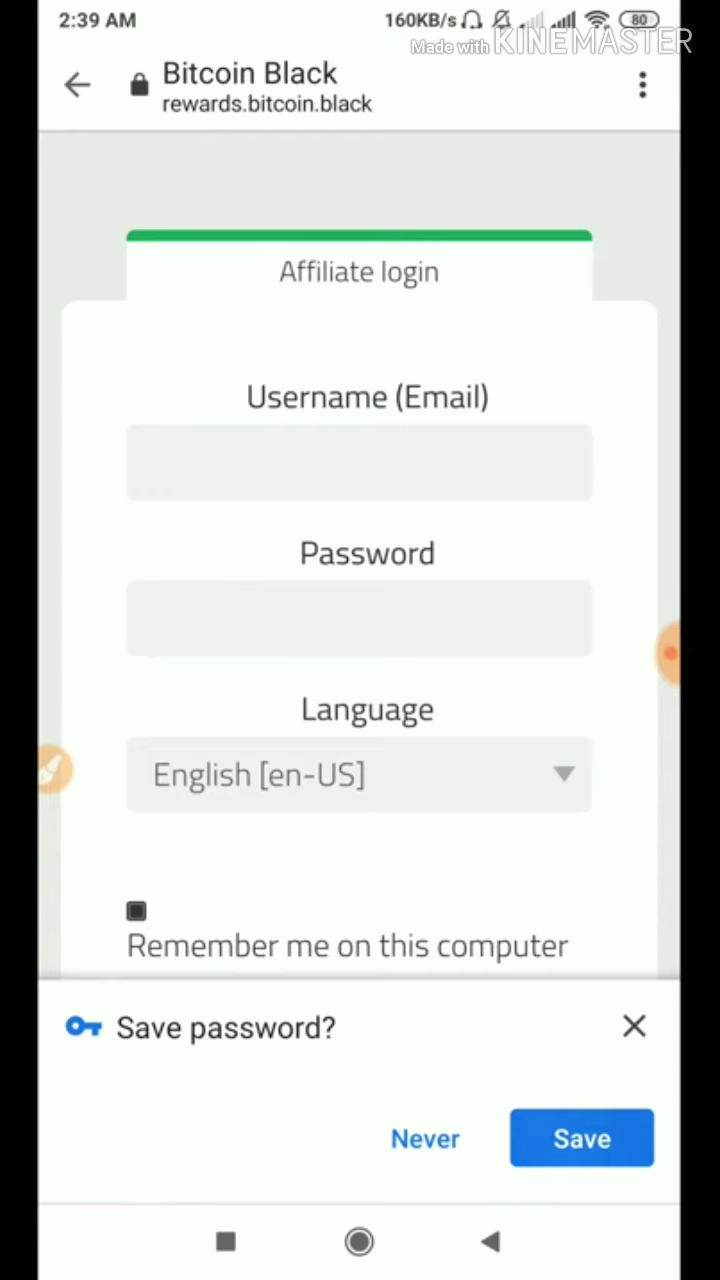 2:39 AM
160KB/s
80
Made with KINEMASTER
Bitcoin Black
rewards.bitcoin.black
Affiliate login
Username (Email)
Password
Language
English [en-US]
Remember me on this computer
Save password?
Never
Save